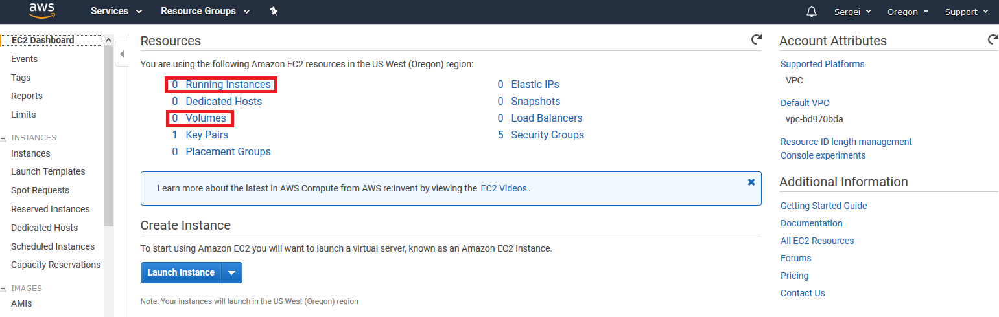 aws Services Resource Groups Sergei Oregon Support
EC2 Dashboard
Events
Tags
Reports
Limits
INSTANCES
Instances
Launch Templates
Spot Requests
Reserved Instances
Dedicated Hosts
Scheduled Instances
Capacity Reservations
IMAGES
AMIs
Resources
You are using the following Amazon EC2 resources in the US West (Oregon) region:
0 Running Instances 0 Elastic IPs
0 Dedicated Hosts 0 Snapshots
0 Volumes 0 Load Balancers
1 Key Pairs 5 Security Groups
0 Placement Groups
Learn more about the latest in AWS Compute from AWS re:Invent by viewing the EC2 Videos.
Create Instance
To start using Amazon EC2 you will want to launch a virtual server, known as an Amazon EC2 instance.
Launch Instance
Note: Your instances will launch in the US West (Oregon) region
Account Attributes
Supported Platforms
VPC
Default VPC
vpc-bd970bda
Resource ID length management
Console experiments
Additional Information
Getting Started Guide
Documentation
All EC2 Resources
Forums
Pricing
Contact Us